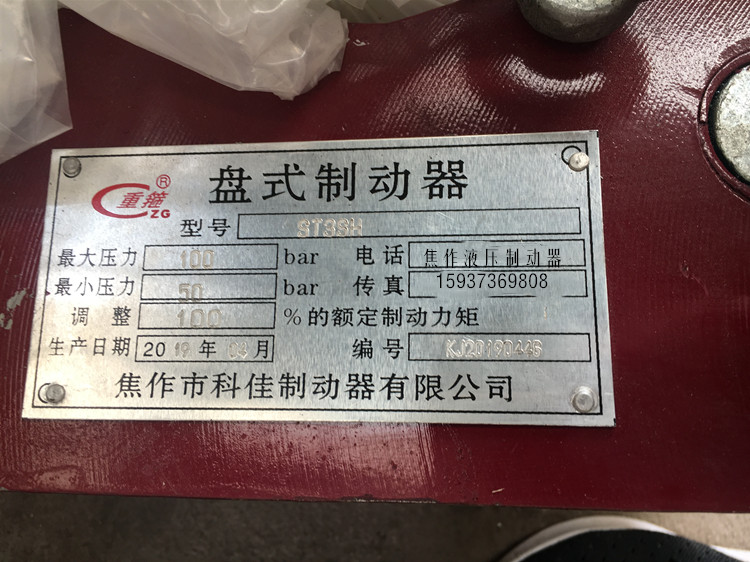 重箍® ZG 盘式制动器
型号 ST3SH
最大压力 100 bar 电话 焦作液压制动器
最小压力 50 bar 传真 15937369808
调整 100 %的额定制动力矩
生产日期 2019年04月 编号 KJ20190446
焦作市科佳制动器有限公司